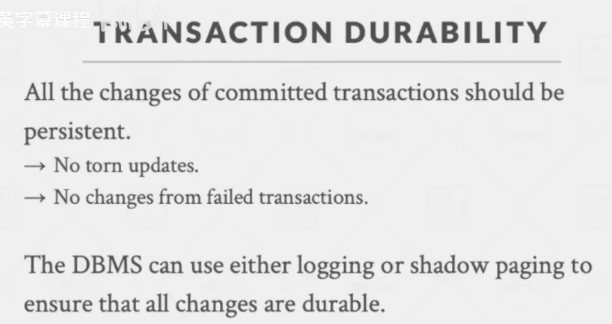 英字幕课程
TRANSACTION DURABILITY
All the changes of committed transactions should be
persistent.
→ No torn updates.
→ No changes from failed transactions.
The DBMS can use either logging or shadow paging to
ensure that all changes are durable.